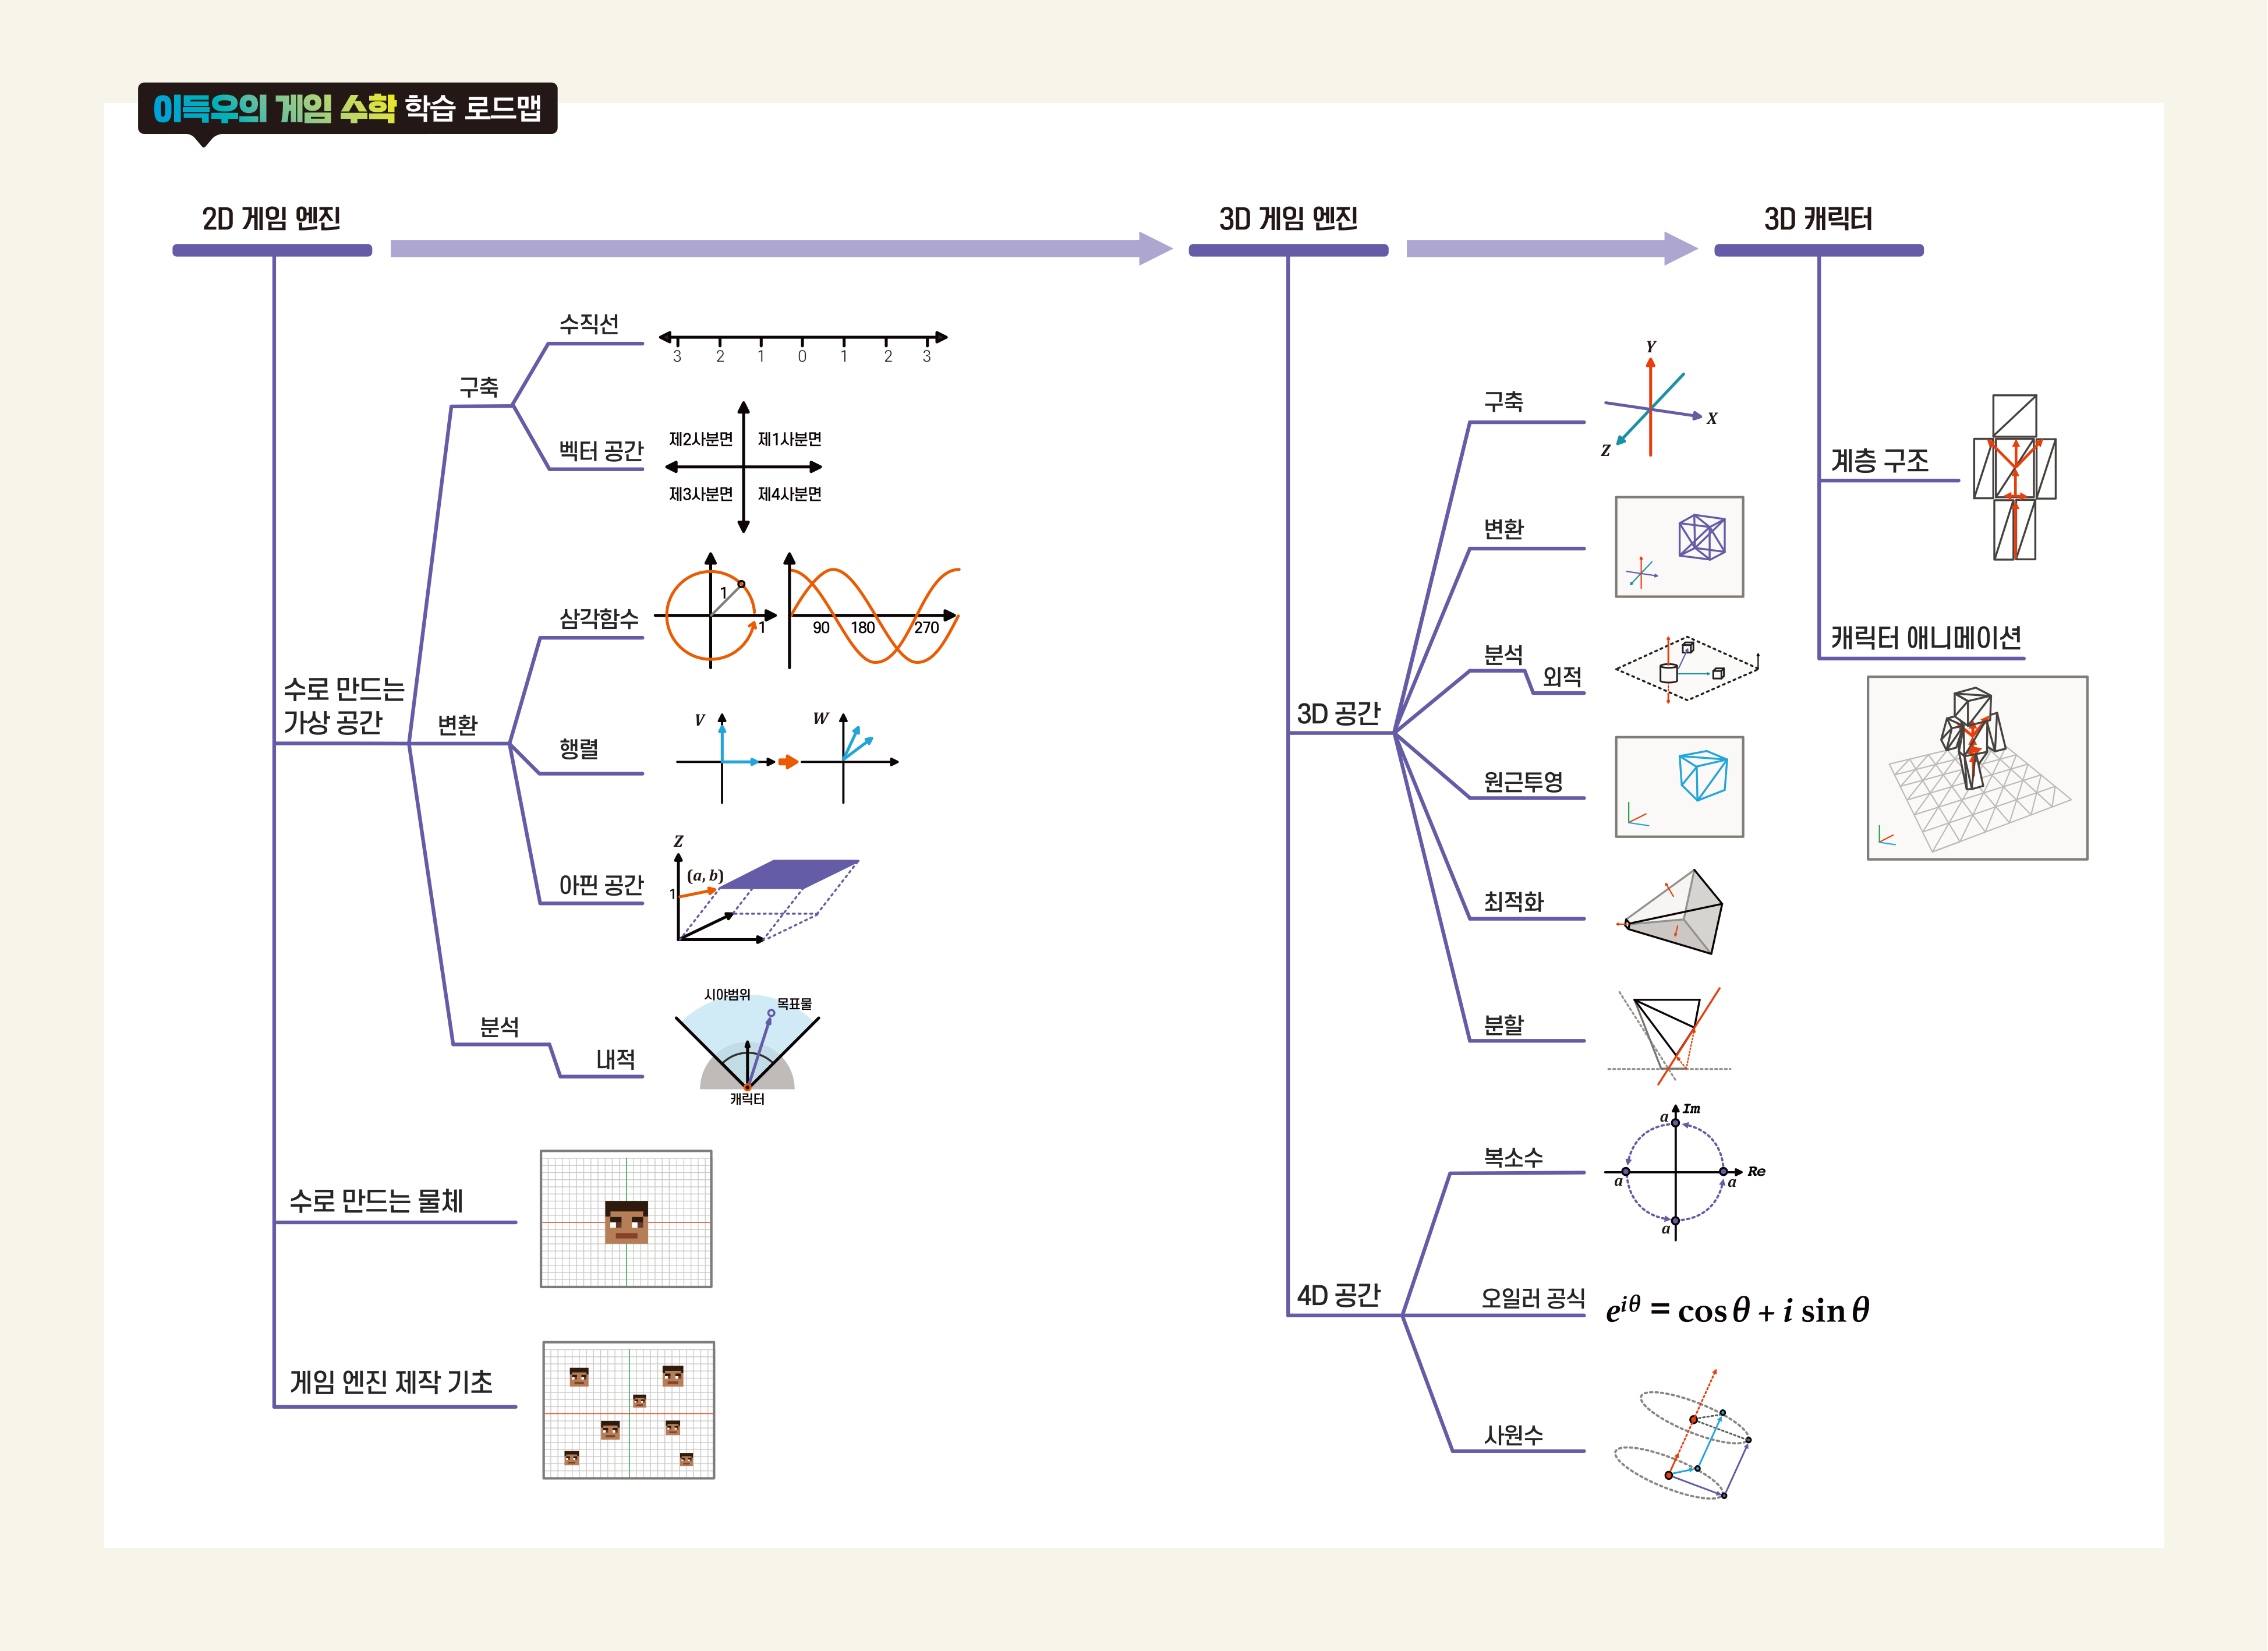 이득우의 게임 수학 학습 로드맵
2D 게임 엔진
3D 게임 엔진
3D 캐릭터
수로 만드는
가상 공간
구축
수직선
3 2 1 0 1 2 3
벡터 공간
제2사분면 제1사분면
제3사분면 제4사분면
변환
삼각함수
1
1
90 180 270
행렬
V
W
아핀 공간
Z
(a, b)
1
분석
내적
시야범위
목표물
캐릭터
수로 만드는 물체
게임 엔진 제작 기초
3D 공간
구축
Y
X
Z
변환
분석
외적
원근투영
최적화
분할
4D 공간
복소수
a Im
Re
a
a
a
오일러 공식
e^{iθ} = cos θ + i sin θ
사원수
계층 구조
캐릭터 애니메이션